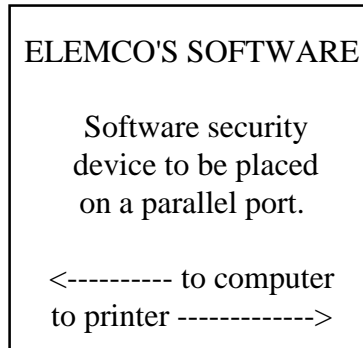 ELEMCO'S SOFTWARE
Software security
device to be placed
on a parallel port.
<---------- to computer
to printer ------------->